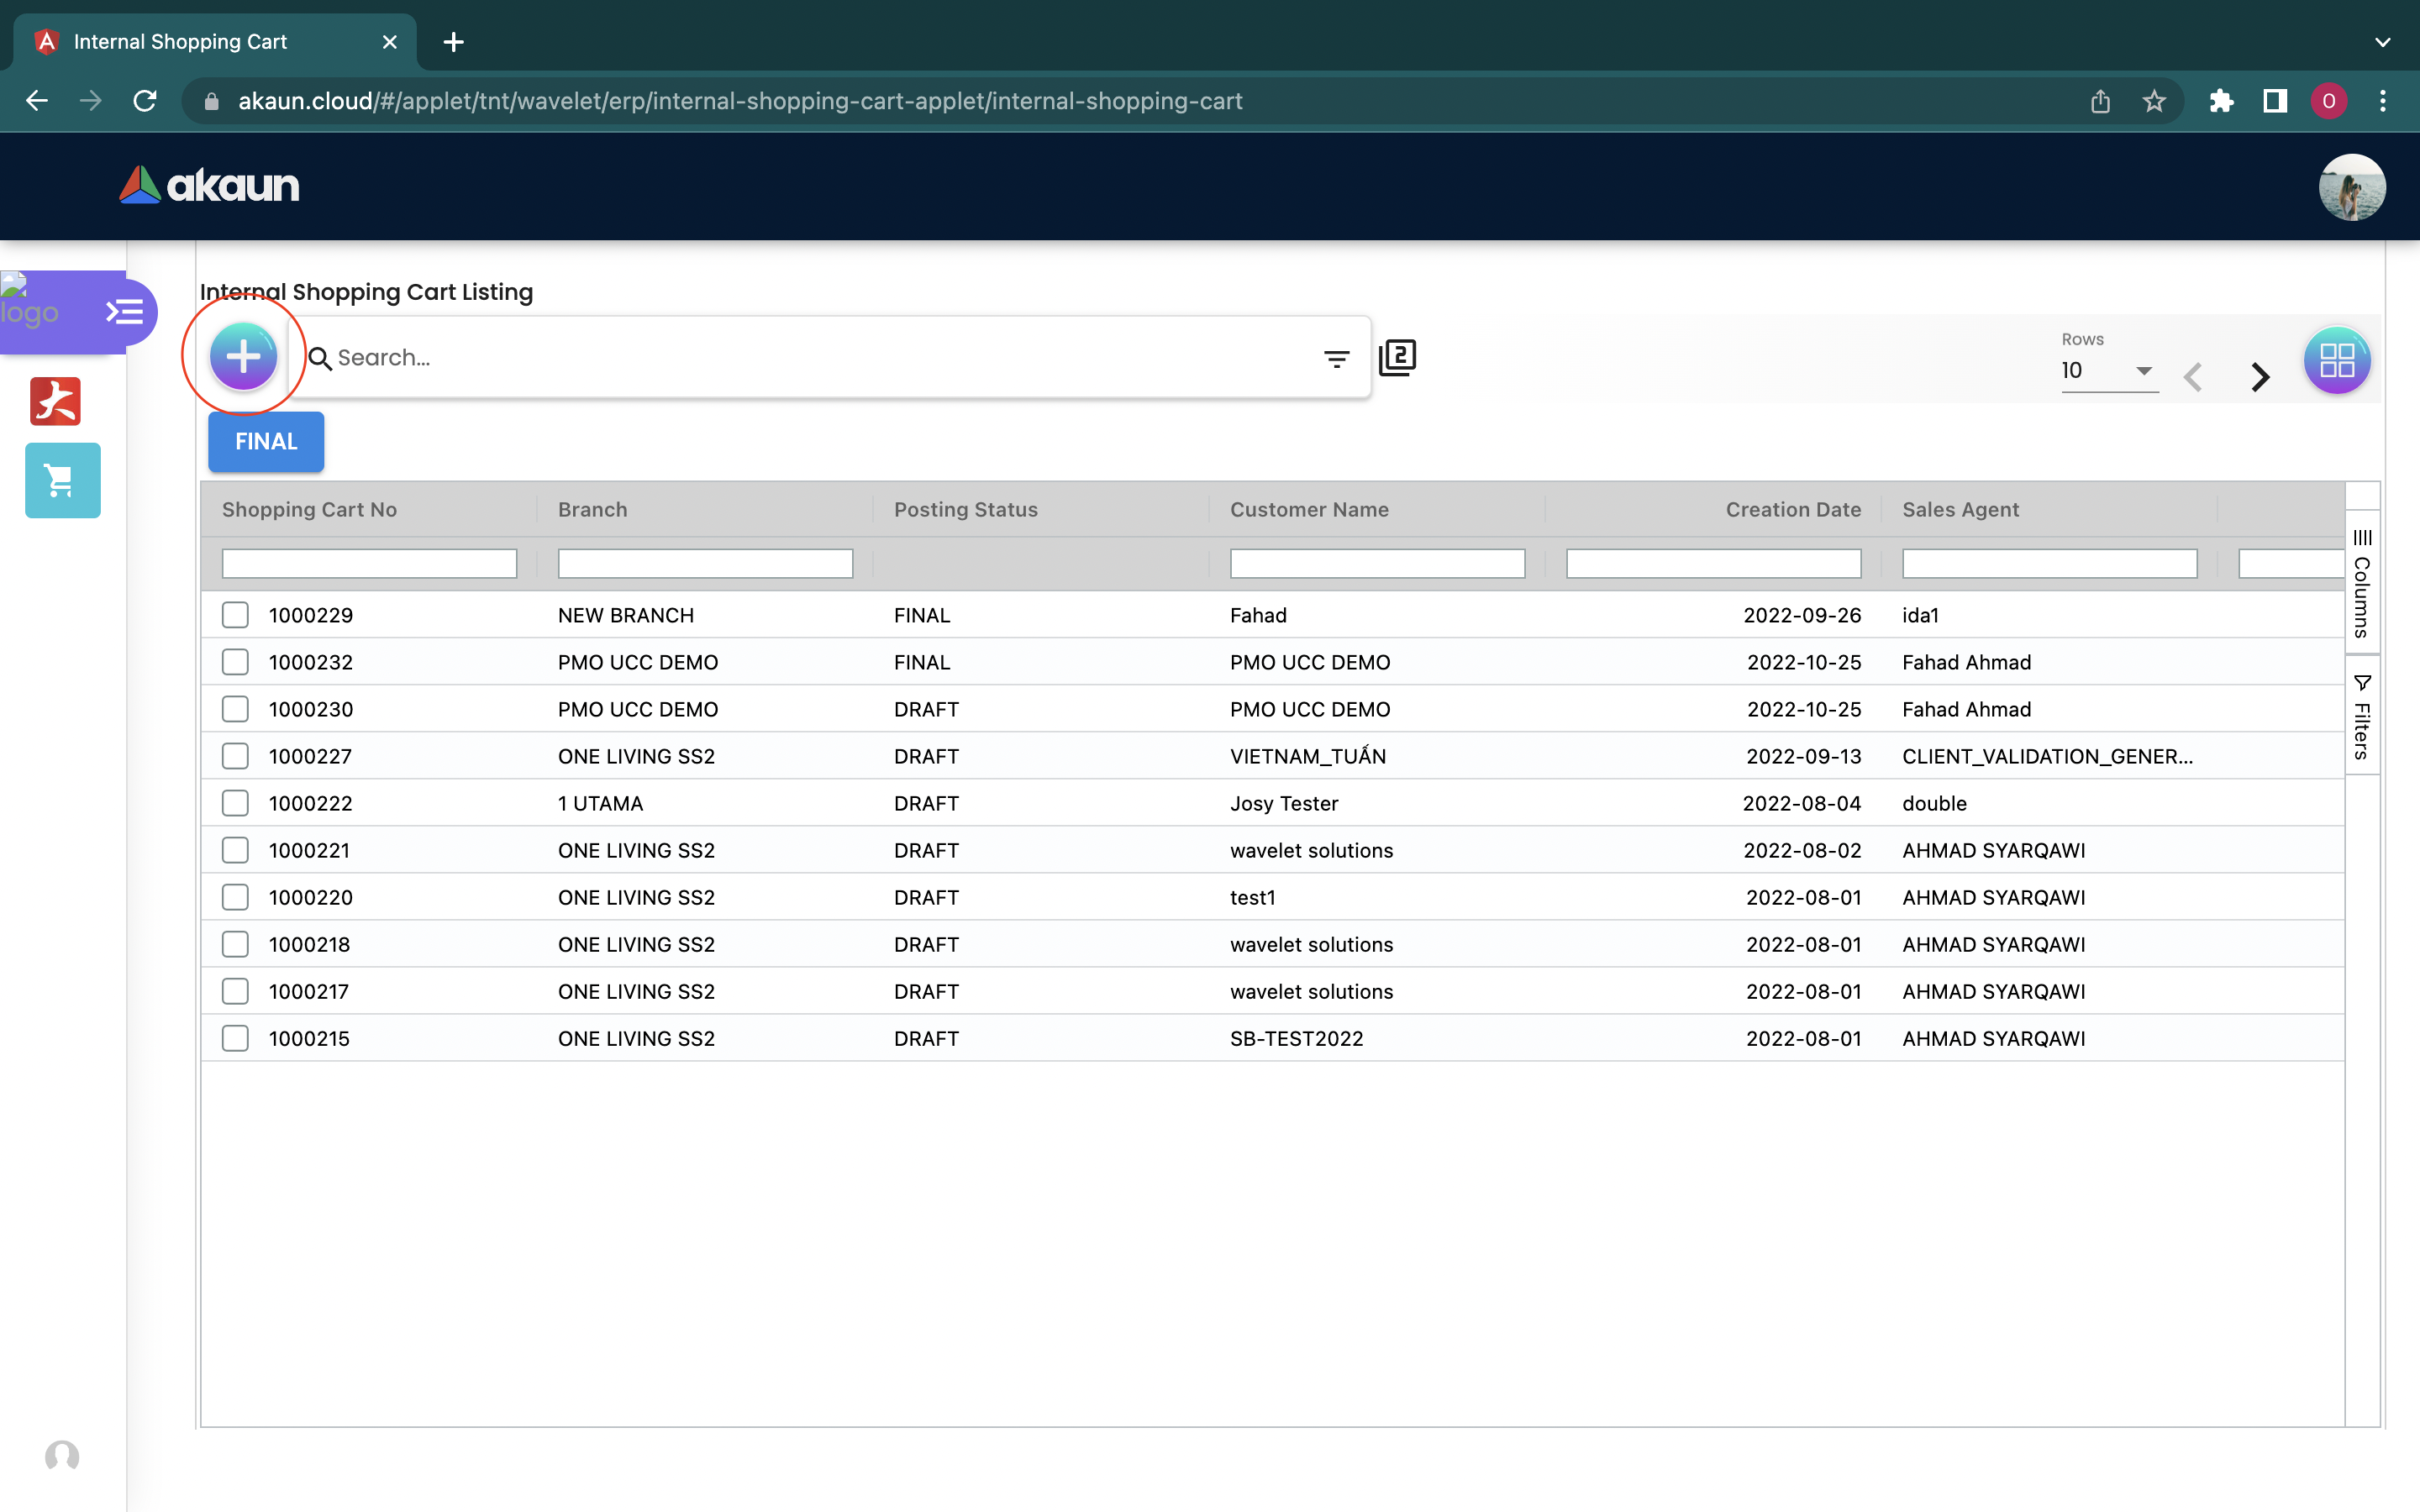 Internal Shopping Cart
akaun.cloud/#/applet/tnt/wavelet/erp/internal-shopping-cart-applet/internal-shopping-cart
O
akaun
logo
Internal Shopping Cart Listing
Search...
2
Rows
10
FINAL
Shopping Cart No Branch Posting Status Customer Name Creation Date Sales Agent
1000229 NEW BRANCH FINAL Fahad 2022-09-26 ida1
1000232 PMO UCC DEMO FINAL PMO UCC DEMO 2022-10-25 Fahad Ahmad
1000230 PMO UCC DEMO DRAFT PMO UCC DEMO 2022-10-25 Fahad Ahmad
1000227 ONE LIVING SS2 DRAFT VIETNAM_TUẤN 2022-09-13 CLIENT_VALIDATION_GENER...
1000222 1 UTAMA DRAFT Josy Tester 2022-08-04 double
1000221 ONE LIVING SS2 DRAFT wavelet solutions 2022-08-02 AHMAD SYARQAWI
1000220 ONE LIVING SS2 DRAFT test1 2022-08-01 AHMAD SYARQAWI
1000218 ONE LIVING SS2 DRAFT wavelet solutions 2022-08-01 AHMAD SYARQAWI
1000217 ONE LIVING SS2 DRAFT wavelet solutions 2022-08-01 AHMAD SYARQAWI
1000215 ONE LIVING SS2 DRAFT SB-TEST2022 2022-08-01 AHMAD SYARQAWI
Columns
Filters